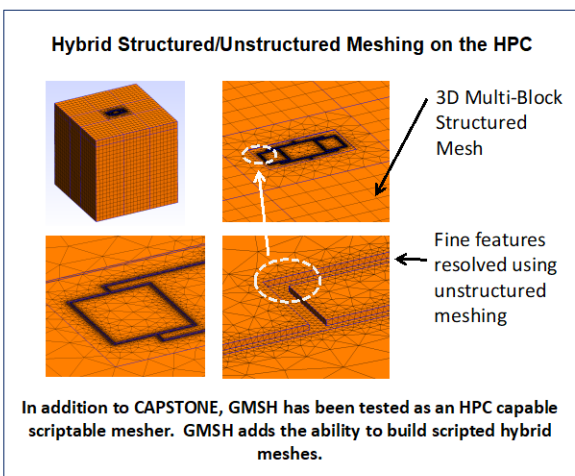 Hybrid Structured/Unstructured Meshing on the HPC
3D Multi-Block
Structured
Mesh
Fine features
resolved using
unstructured
meshing
In addition to CAPSTONE, GMSH has been tested as an HPC capable
scriptable mesher.  GMSH adds the ability to build scripted hybrid
meshes.